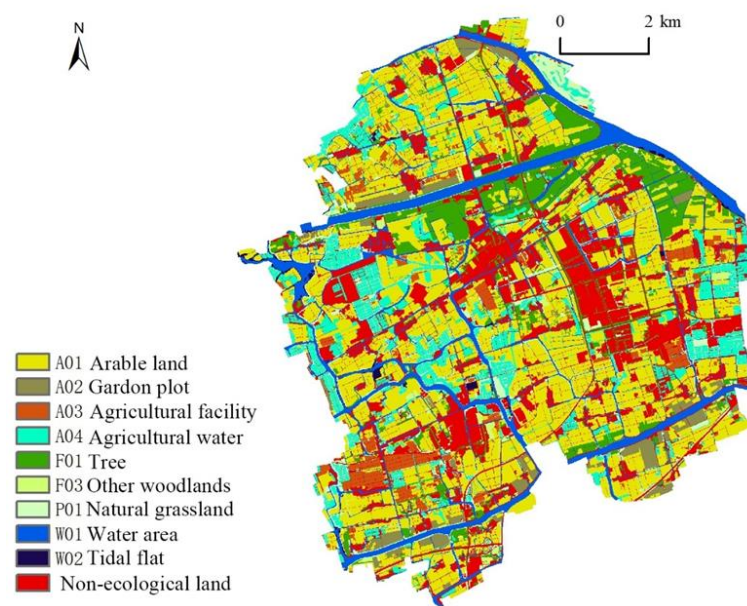 N
0 2 km
A01 Arable land
A02 Gardon plot
A03 Agricultural facility
A04 Agricultural water
F01 Tree
F03 Other woodlands
P01 Natural grassland
W01 Water area
W02 Tidal flat
Non-ecological land